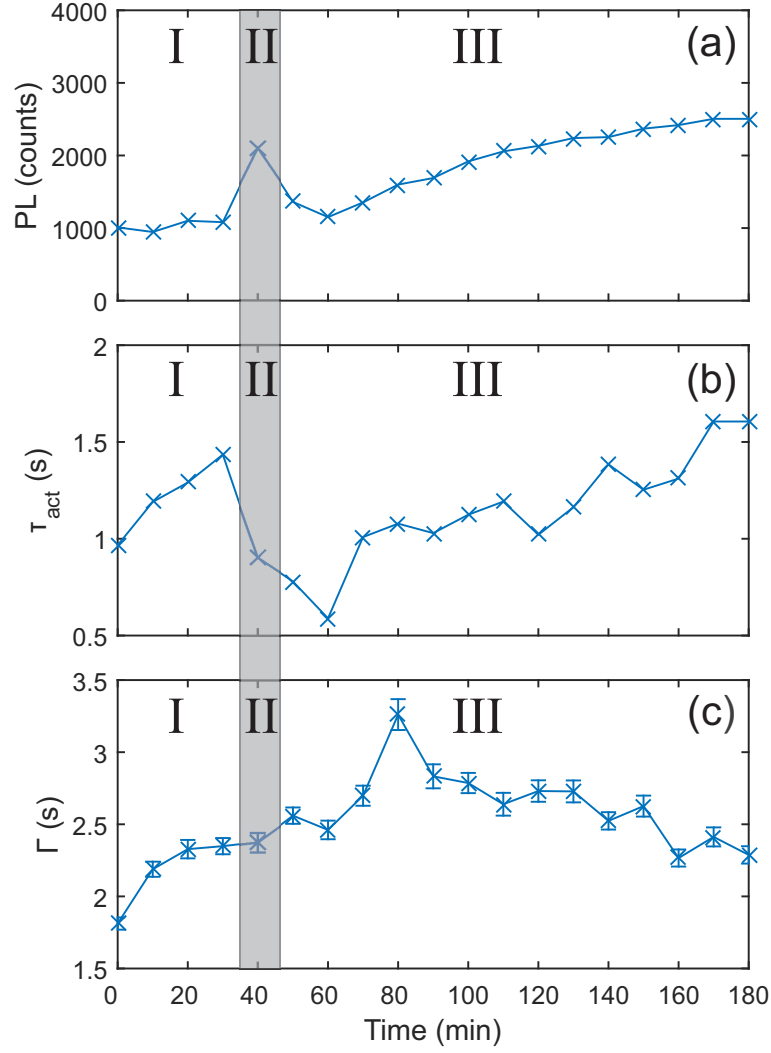 4000
3000
2000
1000
0
PL (counts)
I II III (a)
2
1.5
1
0.5
τact (s)
I II III (b)
3.5
3
2.5
2
1.5
Γ (s)
I II III (c)
0 20 40 60 80 100 120 140 160 180
Time (min)